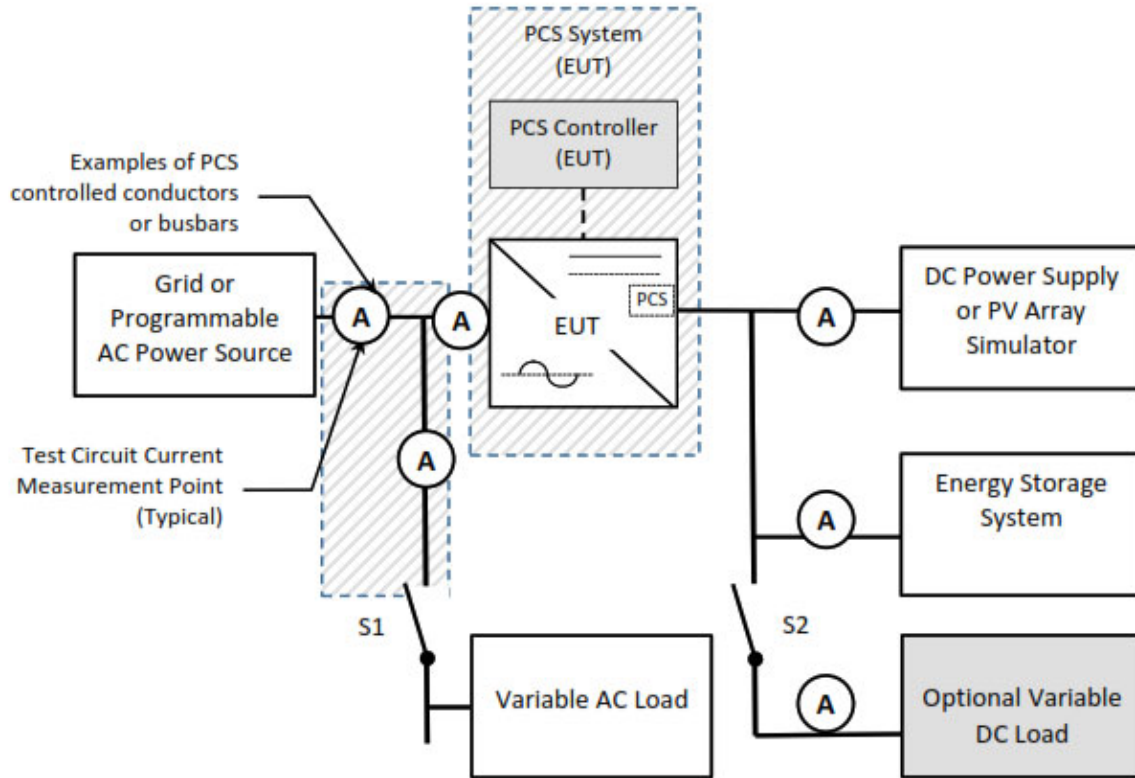 PCS System
(EUT)
PCS Controller
(EUT)
Examples of PCS
controlled conductors
or busbars
Grid or
Programmable
AC Power Source
A
A
EUT
PCS
A
DC Power Supply
or PV Array
Simulator
Test Circuit Current
Measurement Point
(Typical)
A
A
Energy Storage
System
S1
S2
Variable AC Load
A
Optional Variable
DC Load